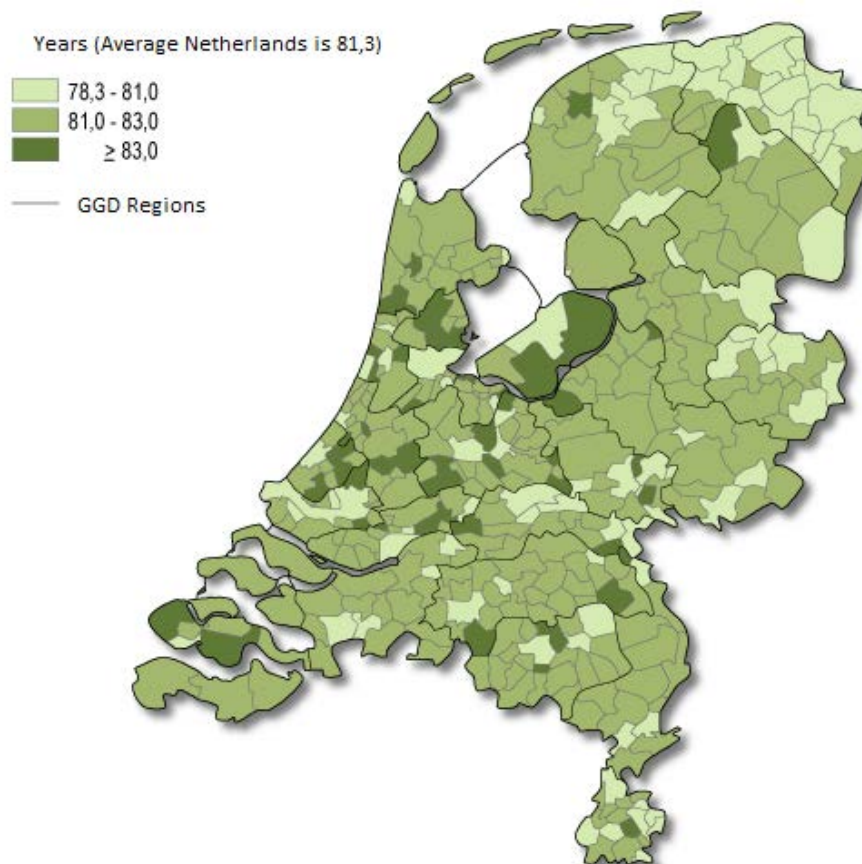 Years (Average Netherlands is 81,3)
78,3 - 81,0
81,0 - 83,0
≥ 83,0
GGD Regions